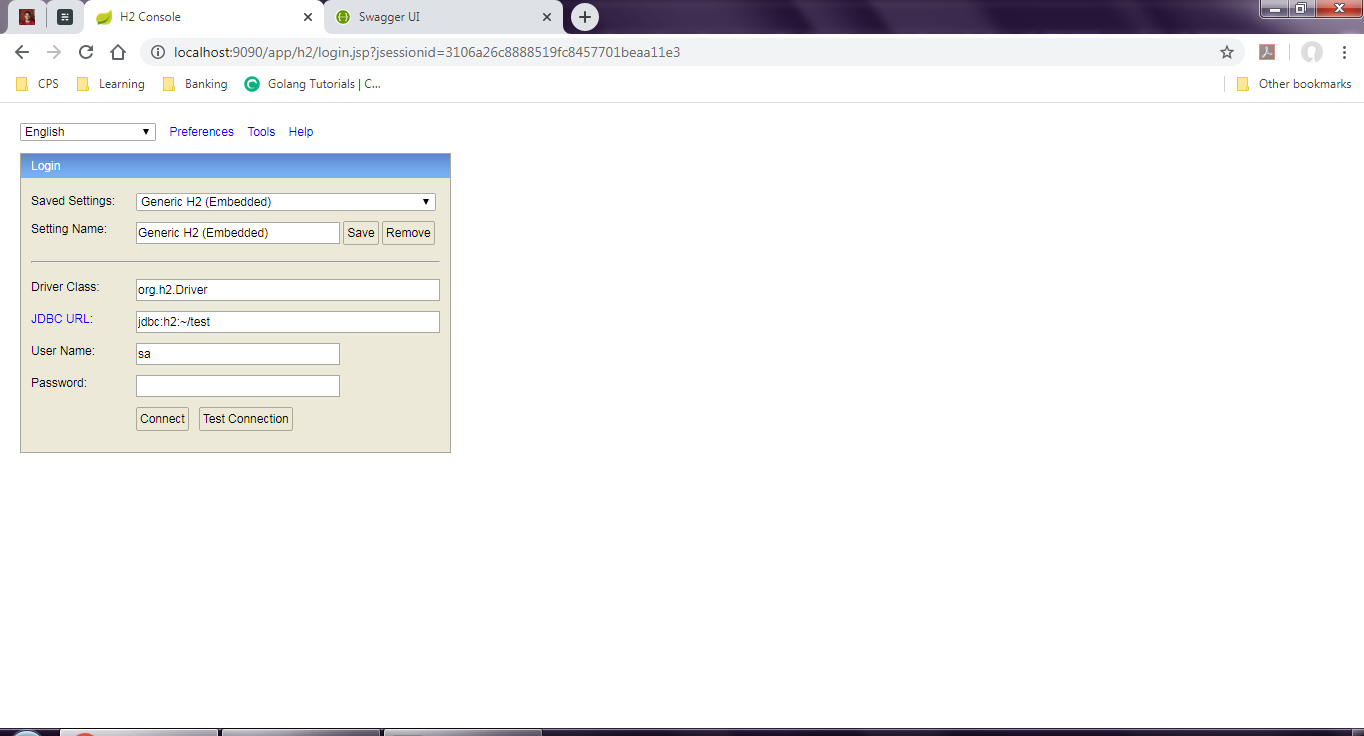 H2 Console
Swagger UI
localhost:9090/app/h2/login.jsp?jsessionid=3106a26c8888519fc8457701beaa11e3
CPS Learning Banking Golang Tutorials | C... Other bookmarks
English Preferences Tools Help
Login
Saved Settings: Generic H2 (Embedded)
Setting Name: Generic H2 (Embedded) Save Remove
Driver Class: org.h2.Driver
JDBC URL: jdbc:h2:~/test
User Name: sa
Password:
Connect Test Connection